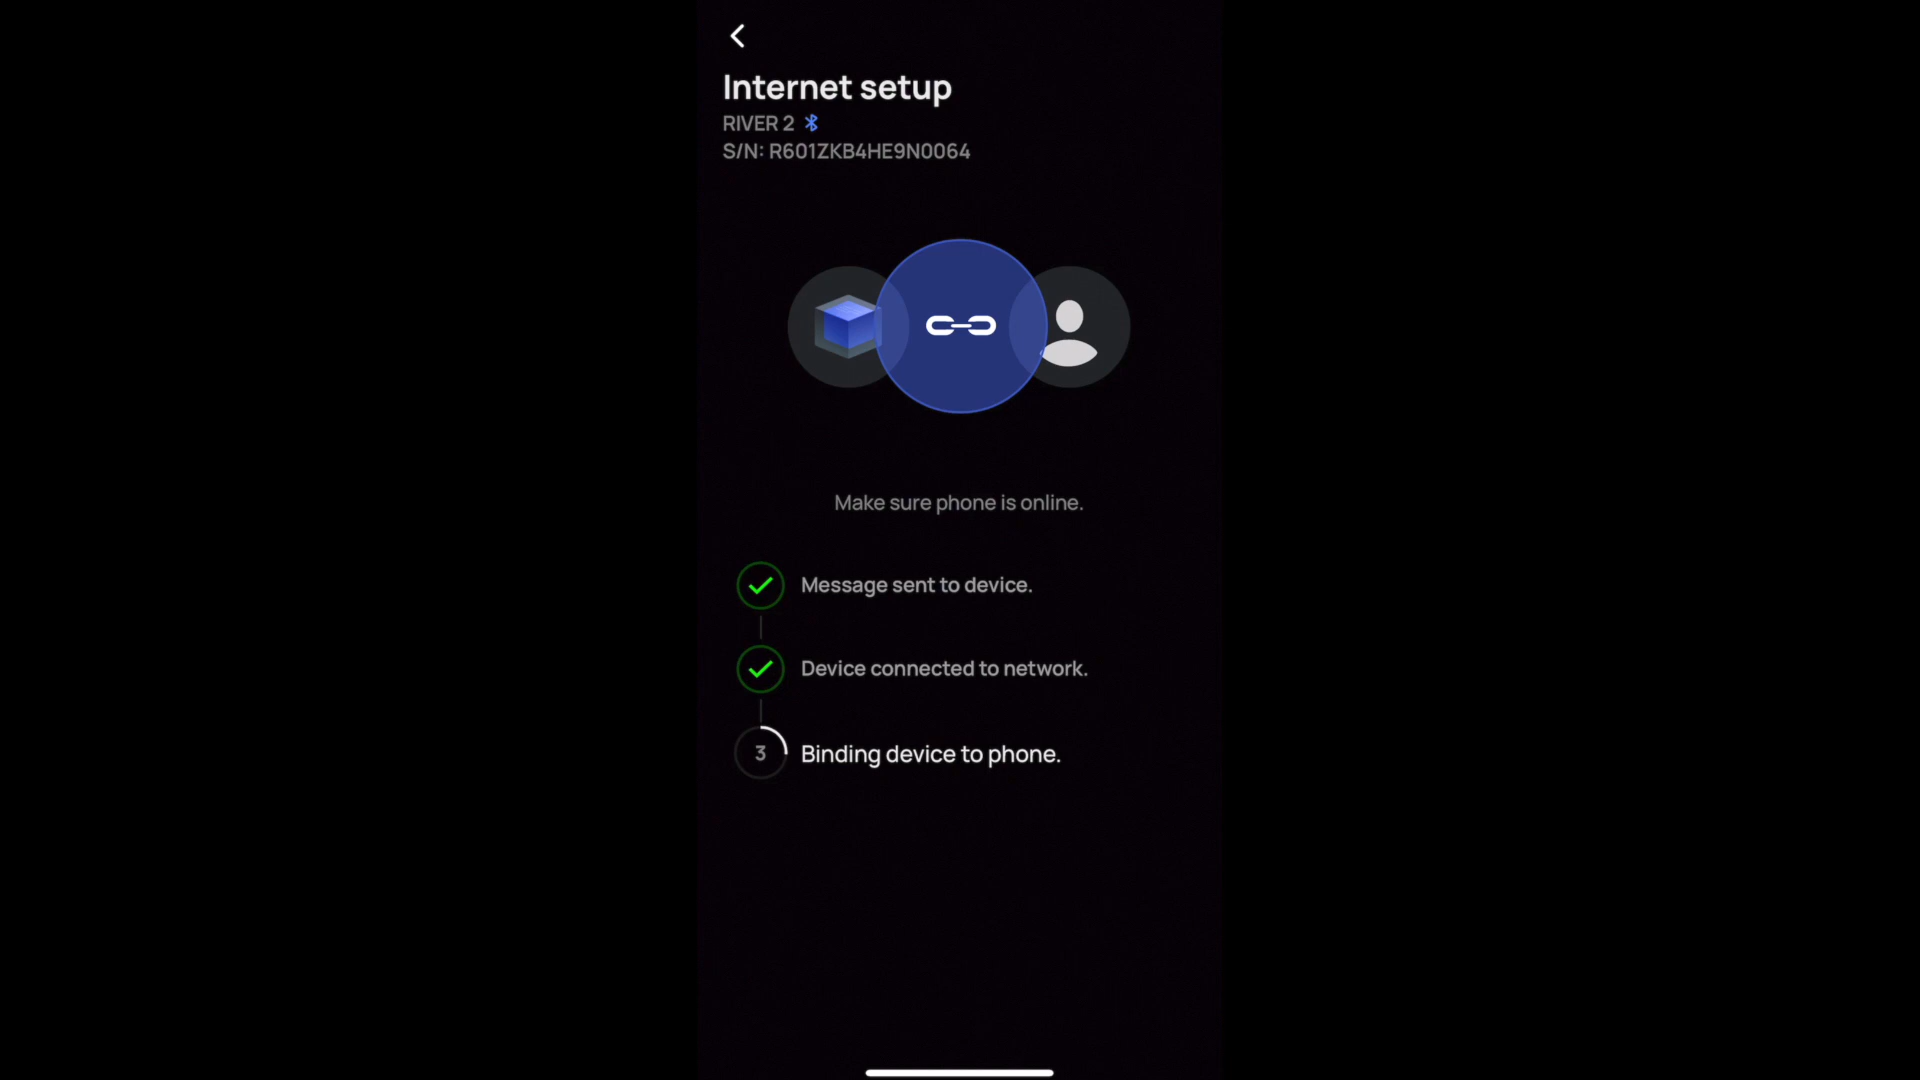 Internet setup
RIVER 2
S/N: R601ZKB4HE9N0064
Make sure phone is online.
Message sent to device.
Device connected to network.
3 Binding device to phone.